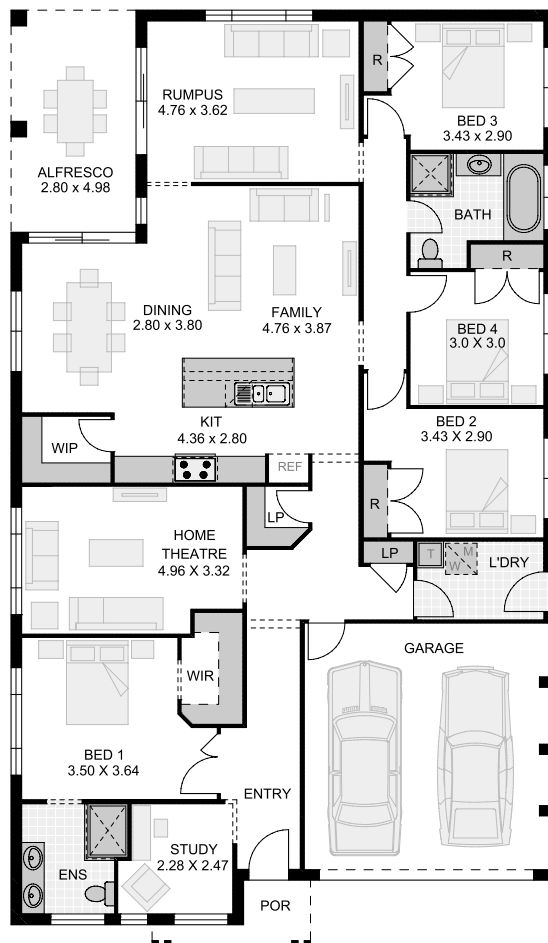 RUMPUS
4.76 x 3.62
R
BED 3
3.43 x 2.90
ALFRESCO
2.80 x 4.98
BATH
R
DINING
2.80 x 3.80
FAMILY
4.76 x 3.87
BED 4
3.0 X 3.0
KIT
4.36 x 2.80
BED 2
3.43 X 2.90
WIP
REF
R
LP
HOME
THEATRE
4.96 X 3.32
LP
T
M
W
L'DRY
GARAGE
WIR
BED 1
3.50 X 3.64
ENTRY
STUDY
2.28 X 2.47
ENS
POR